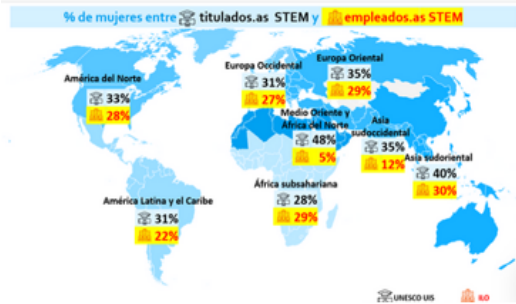 % de mujeres entre titulados.as STEM y empleados.as STEM
América del Norte
33%
28%
Europa Occidental
31%
27%
Europa Oriental
35%
29%
Medio Oriente y
África del Norte
48%
5%
Asia
sudoccidental
35%
12%
Asia sudoriental
40%
30%
África subsahariana
28%
29%
América Latina y el Caribe
31%
22%
UNESCO UIS
ILO